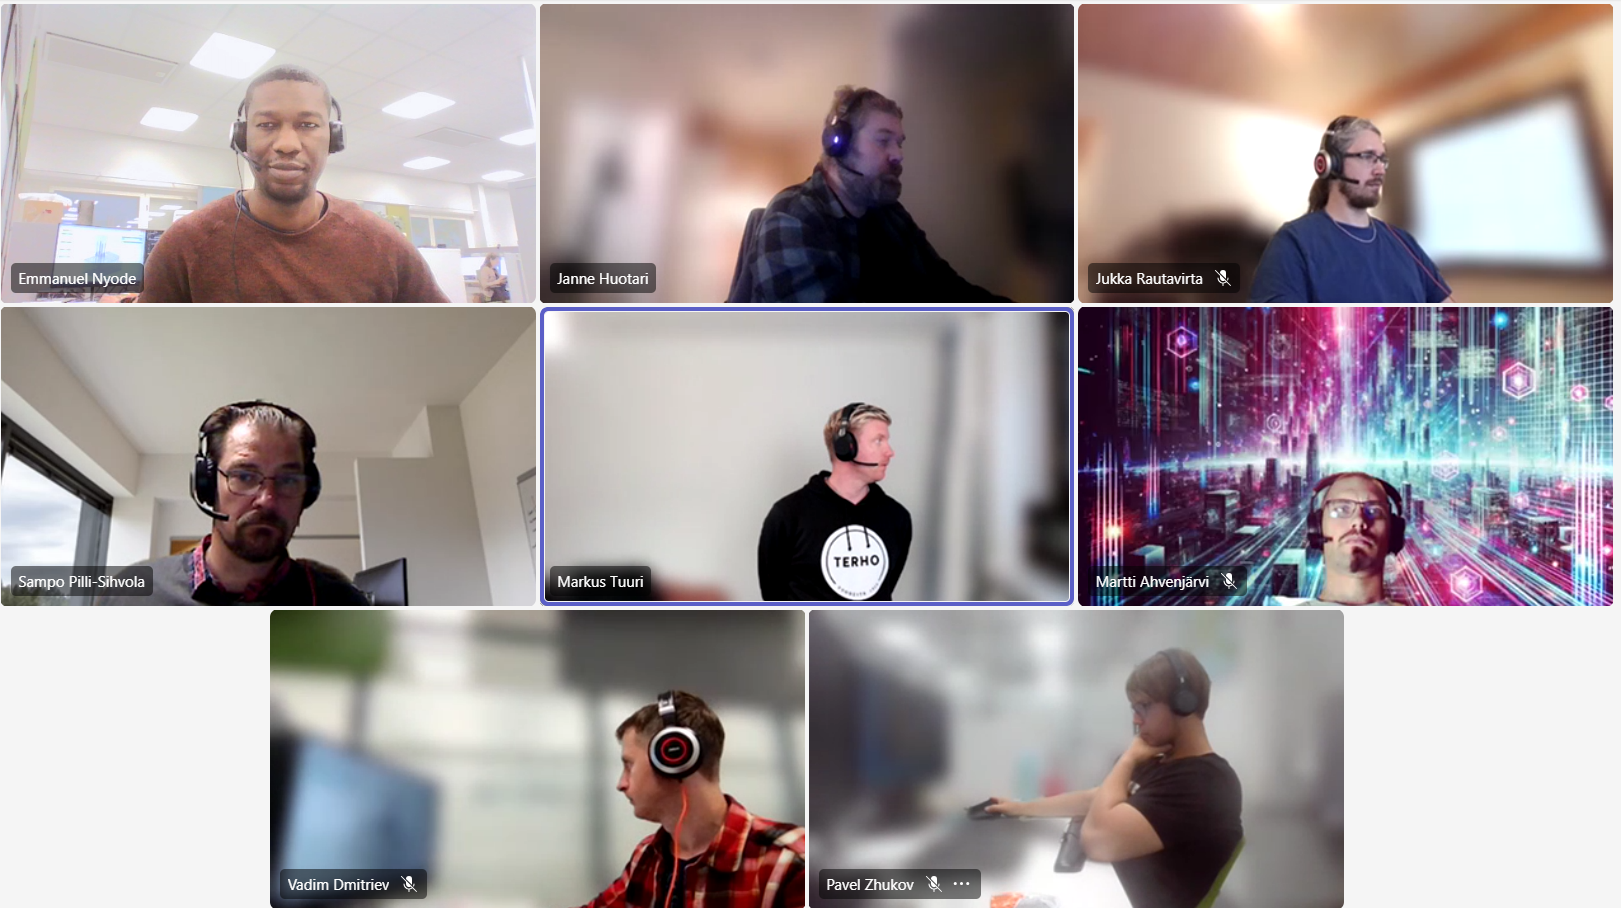 Emmanuel Nyode
Janne Huotari
Jukka Rautavirta
Sampo Pilli-Sihvola
TERHO
Markus Tuuri
Martti Ahvenjärvi
Vadim Dmitriev
Pavel Zhukov